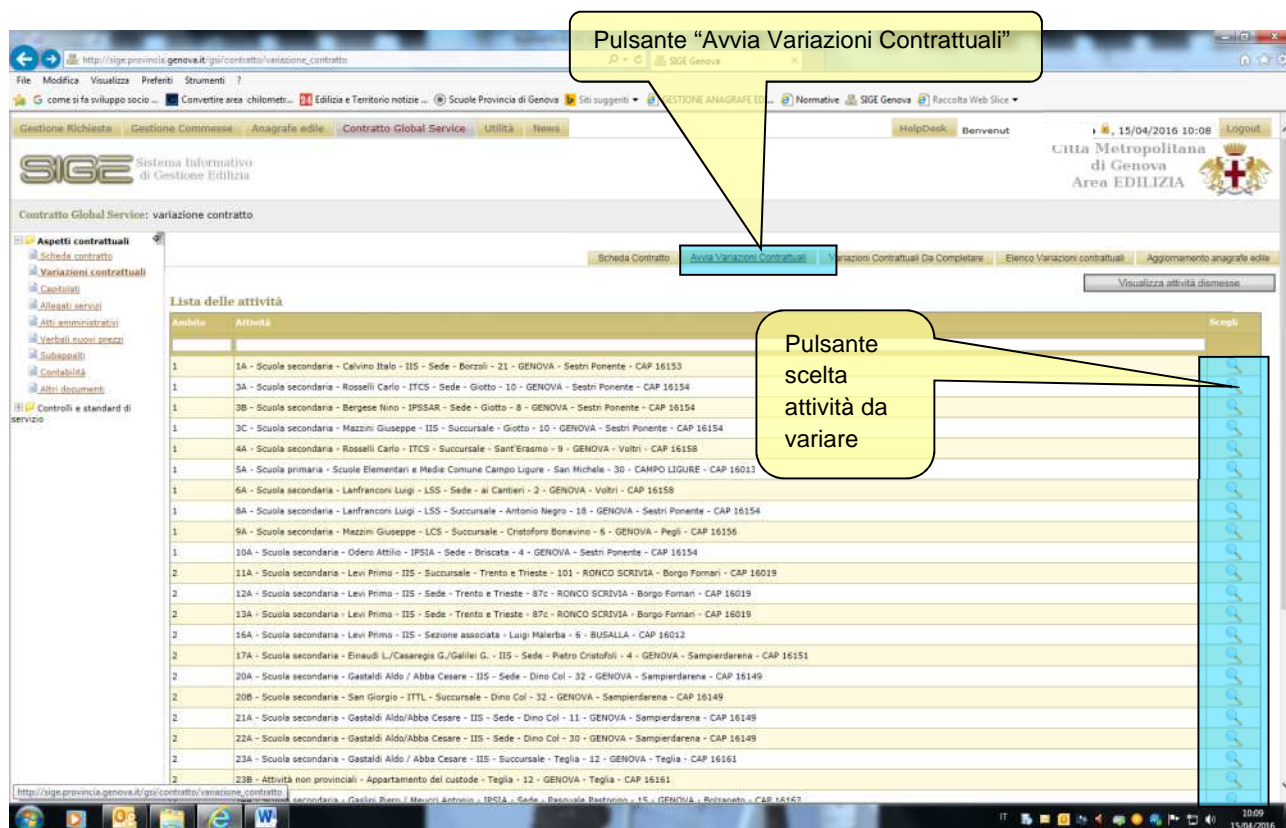 Pulsante “Avvia Variazioni Contrattuali”
http://sige.provincia.genova.it/gsi/contratto/variazione_contratto
SIGE Genova
File Modifica Visualizza Preferiti Strumenti ?
come si fa sviluppo socio ... Convertire area chilometr... Edilizia e Territorio notizie ... Scuole Provincia di Genova Siti suggeriti GESTIONE ANAGRAFE ED... Normative SIGE Genova Raccolta Web Slice
Gestione Richieste Gestione Commesse Anagrafe edile Contratto Global Service Utilità News HelpDesk Benvenut , 15/04/2016 10:08 Logout
SIGE Sistema Informativo di Gestione Edilizia
Città Metropolitana
di Genova
Area EDILIZIA
Contratto Global Service: variazione contratto
Aspetti contrattuali
Scheda contratto
Variazioni contrattuali
Capitolati
Allegati servizi
Atti amministrativi
Verbali nuovi prezzi
Subappalti
Contabilità
Altri documenti
Controlli e standard di servizio
Scheda Contratto Avvia Variazioni Contrattuali Variazioni Contrattuali Da Completare Elenco Variazioni contrattuali Aggiornamento anagrafe edile
Visualizza attività dismesse
Lista delle attività
Ambito Attività Scegli
Pulsante
scelta
attività da
variare
1 1A - Scuola secondaria - Calvino Italo - IIS - Sede - Borzoli - 21 - GENOVA - Sestri Ponente - CAP 16153
1 3A - Scuola secondaria - Rosselli Carlo - ITCS - Sede - Giotto - 10 - GENOVA - Sestri Ponente - CAP 16154
1 3B - Scuola secondaria - Bergese Nino - IPSSAR - Sede - Giotto - 8 - GENOVA - Sestri Ponente - CAP 16154
1 3C - Scuola secondaria - Mazzini Giuseppe - IIS - Succursale - Giotto - 10 - GENOVA - Sestri Ponente - CAP 16154
1 4A - Scuola secondaria - Rosselli Carlo - ITCS - Succursale - Sant'Erasmo - 9 - GENOVA - Voltri - CAP 16158
1 5A - Scuola primaria - Scuole Elementari e Medie Comune Campo Ligure - San Michele - 30 - CAMPO LIGURE - CAP 16013
1 6A - Scuola secondaria - Lanfranconi Luigi - LSS - Sede - ai Cantieri - 2 - GENOVA - Voltri - CAP 16158
1 8A - Scuola secondaria - Lanfranconi Luigi - LSS - Succursale - Antonio Negro - 18 - GENOVA - Sestri Ponente - CAP 16154
1 9A - Scuola secondaria - Mazzini Giuseppe - LCS - Succursale - Cristoforo Bonavino - 6 - GENOVA - Pegli - CAP 16156
1 10A - Scuola secondaria - Odero Attilio - IPSIA - Sede - Briscata - 4 - GENOVA - Sestri Ponente - CAP 16154
2 11A - Scuola secondaria - Levi Primo - IIS - Succursale - Trento e Trieste - 101 - RONCO SCRIVIA - Borgo Fornari - CAP 16019
2 12A - Scuola secondaria - Levi Primo - IIS - Sede - Trento e Trieste - 87c - RONCO SCRIVIA - Borgo Fornari - CAP 16019
2 13A - Scuola secondaria - Levi Primo - IIS - Sede - Trento e Trieste - 87c - RONCO SCRIVIA - Borgo Fornari - CAP 16019
2 16A - Scuola secondaria - Levi Primo - IIS - Sezione associata - Luigi Malerba - 6 - BUSALLA - CAP 16012
2 17A - Scuola secondaria - Einaudi L./Casaregis G./Galilei G. - IIS - Sede - Pietro Cristofoli - 4 - GENOVA - Sampierdarena - CAP 16151
2 20A - Scuola secondaria - Gastaldi Aldo / Abba Cesare - IIS - Sede - Dino Col - 32 - GENOVA - Sampierdarena - CAP 16149
2 20B - Scuola secondaria - San Giorgio - ITTL - Succursale - Dino Col - 32 - GENOVA - Sampierdarena - CAP 16149
2 21A - Scuola secondaria - Gastaldi Aldo/Abba Cesare - IIS - Sede - Dino Col - 11 - GENOVA - Sampierdarena - CAP 16149
2 22A - Scuola secondaria - Gastaldi Aldo/Abba Cesare - IIS - Sede - Dino Col - 30 - GENOVA - Sampierdarena - CAP 16149
2 23A - Scuola secondaria - Gastaldi Aldo / Abba Cesare - IIS - Succursale - Teglia - 12 - GENOVA - Teglia - CAP 16161
2 23B - Attività non provinciali - Appartamento del custode - Teglia - 12 - GENOVA - Teglia - CAP 16161
secondaria - Gaslini Piero / Meucci Antonio - IPSIA - Sede - Pasquale Pastorino - 15 - GENOVA - Bolzaneto - CAP 16162
http://sige.provincia.genova.it/gsi/contratto/variazione_contratto
IT 10:09
15/04/2016